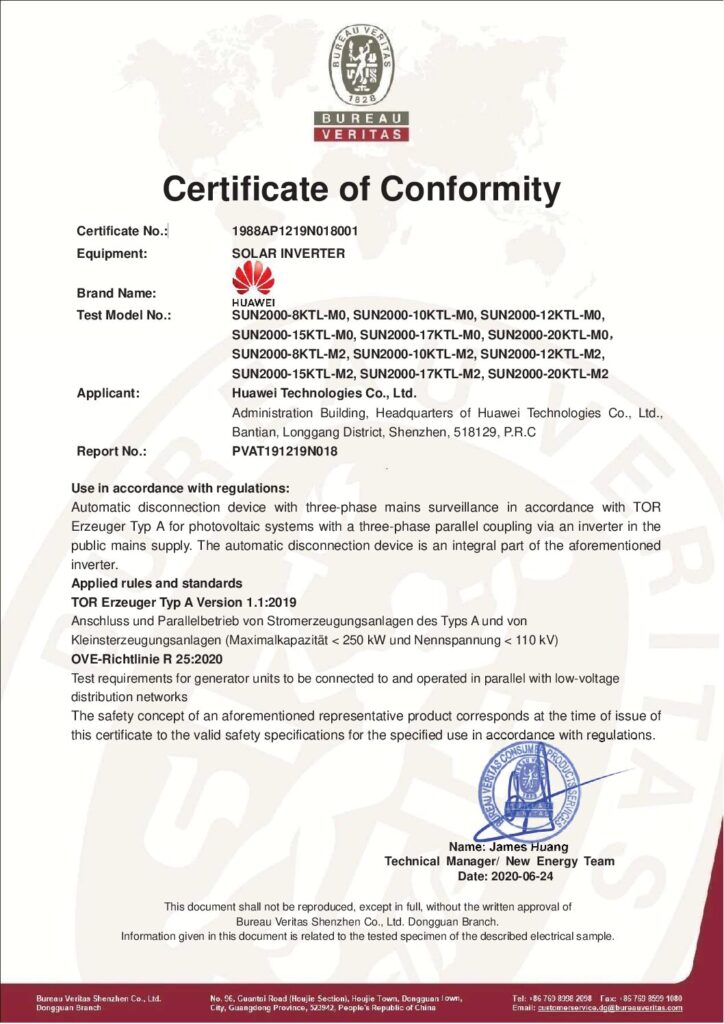 BUREAU VERITAS
1828
BUREAU
VERITAS
Certificate of Conformity
Certificate No.: 1988AP1219N018001
Equipment: SOLAR INVERTER
Brand Name: HUAWEI
Test Model No.: SUN2000-8KTL-M0, SUN2000-10KTL-M0, SUN2000-12KTL-M0,
SUN2000-15KTL-M0, SUN2000-17KTL-M0, SUN2000-20KTL-M0，
SUN2000-8KTL-M2, SUN2000-10KTL-M2, SUN2000-12KTL-M2,
SUN2000-15KTL-M2, SUN2000-17KTL-M2, SUN2000-20KTL-M2
Applicant: Huawei Technologies Co., Ltd.
Administration Building, Headquarters of Huawei Technologies Co., Ltd.,
Bantian, Longgang District, Shenzhen, 518129, P.R.C
Report No.: PVAT191219N018
Use in accordance with regulations:
Automatic disconnection device with three-phase mains surveillance in accordance with TOR
Erzeuger Typ A for photovoltaic systems with a three-phase parallel coupling via an inverter in the
public mains supply. The automatic disconnection device is an integral part of the aforementioned
inverter.
Applied rules and standards
TOR Erzeuger Typ A Version 1.1:2019
Anschluss und Parallelbetrieb von Stromerzeugungsanlagen des Typs A und von
Kleinsterzeugungsanlagen (Maximalkapazität < 250 kW und Nennspannung < 110 kV)
OVE-Richtlinie R 25:2020
Test requirements for generator units to be connected to and operated in parallel with low-voltage
distribution networks
The safety concept of an aforementioned representative product corresponds at the time of issue of
this certificate to the valid safety specifications for the specified use in accordance with regulations.
BUREAU VERITAS CONSUMER PRODUCTS SERVICES
VERITAS
Name: James Huang
Technical Manager/ New Energy Team
Date: 2020-06-24
This document shall not be reproduced, except in full, without the written approval of
Bureau Veritas Shenzhen Co., Ltd. Dongguan Branch.
Information given in this document is related to the tested specimen of the described electrical sample.
Bureau Veritas Shenzhen Co., Ltd. No. 96, Guantai Road (Houjie Section), Houjie Town, Dongguan Town, Tel: +86 769 8998 2098 Fax: +86 769 8599 1080
Dongguan Branch City, Guangdong Province, 523942, People's Republic of China Email: customerservice.dg@bureauveritas.com